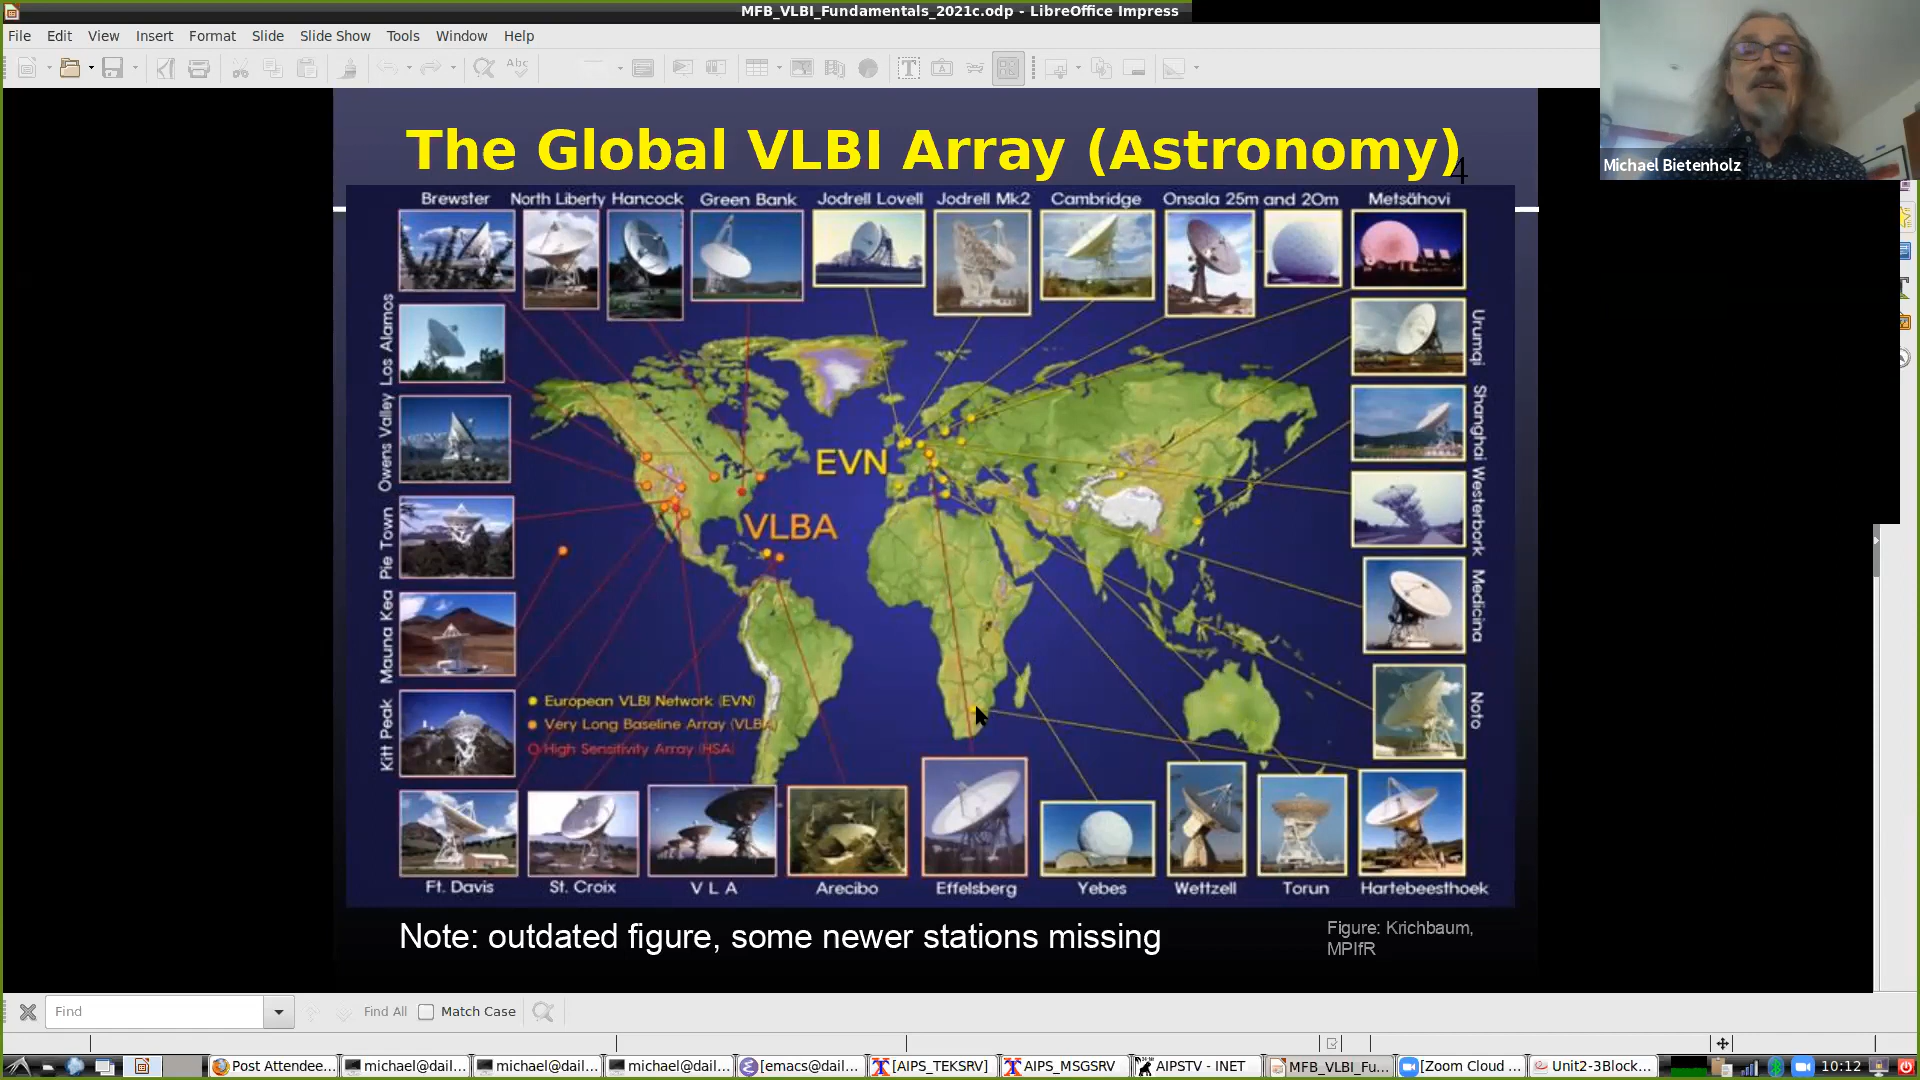 MFB_VLBI_Fundamentals_2021c.odp - LibreOffice Impress
File Edit View Insert Format Slide Slide Show Tools Window Help
Michael Bietenholz
The Global VLBI Array (Astronomy)
4
Brewster North Liberty Hancock Green Bank Jodrell Lovell Jodrell Mk2 Cambridge Onsala 25m and 20m Metsähovi
Los Alamos
Owens Valley
Pie Town
Mauna Kea
Kitt Peak
Urumqi
Shanghai
Westerbork
Medicina
Noto
EVN
VLBA
European VLBI Network (EVN)
Very Long Baseline Array (VLBA
High Sensitivity Array (HSA)
Ft. Davis St. Croix V L A Arecibo Effelsberg Yebes Wettzell Torun Hartebeesthoek
Note: outdated figure, some newer stations missing
Figure: Krichbaum,
MPIfR
Find
Find All
Match Case
Post Attendee... michael@dail... michael@dail... michael@dail... [emacs@dail... [AIPS_TEKSRV] AIPS_MSGSRV AIPSTV - INET MFB_VLBI_Fu... [Zoom Cloud ... Unit2-3Block... 10:12